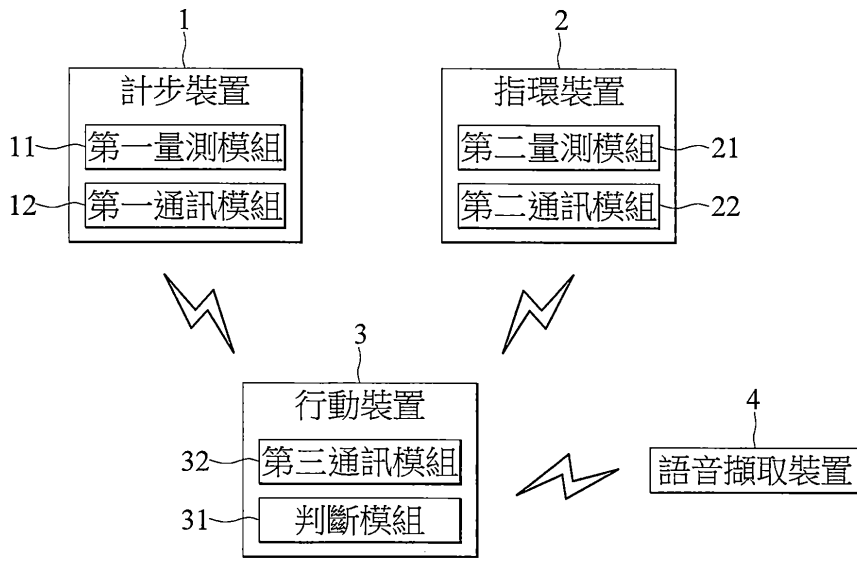 1
計步裝置
11
第一量測模組
12
第一通訊模組
2
指環裝置
第二量測模組
21
第二通訊模組
22
3
行動裝置
32
第三通訊模組
31
判斷模組
4
語音擷取裝置